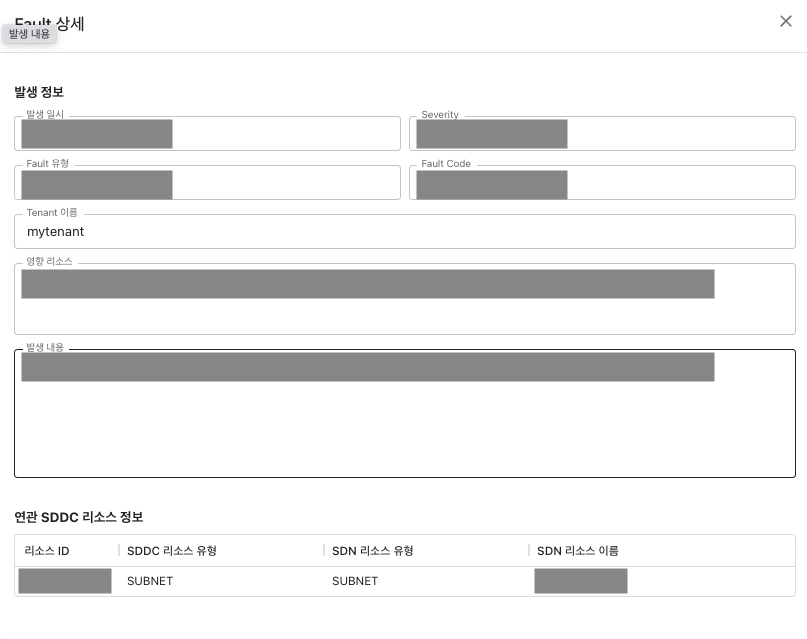 Fault 상세
발생 내용
발생 정보
발생 일시
Severity
Fault 유형
Fault Code
Tenant 이름
mytenant
영향 리소스
발생 내용
연관 SDDC 리소스 정보
리소스 ID SDDC 리소스 유형 SDN 리소스 유형 SDN 리소스 이름
SUBNET SUBNET